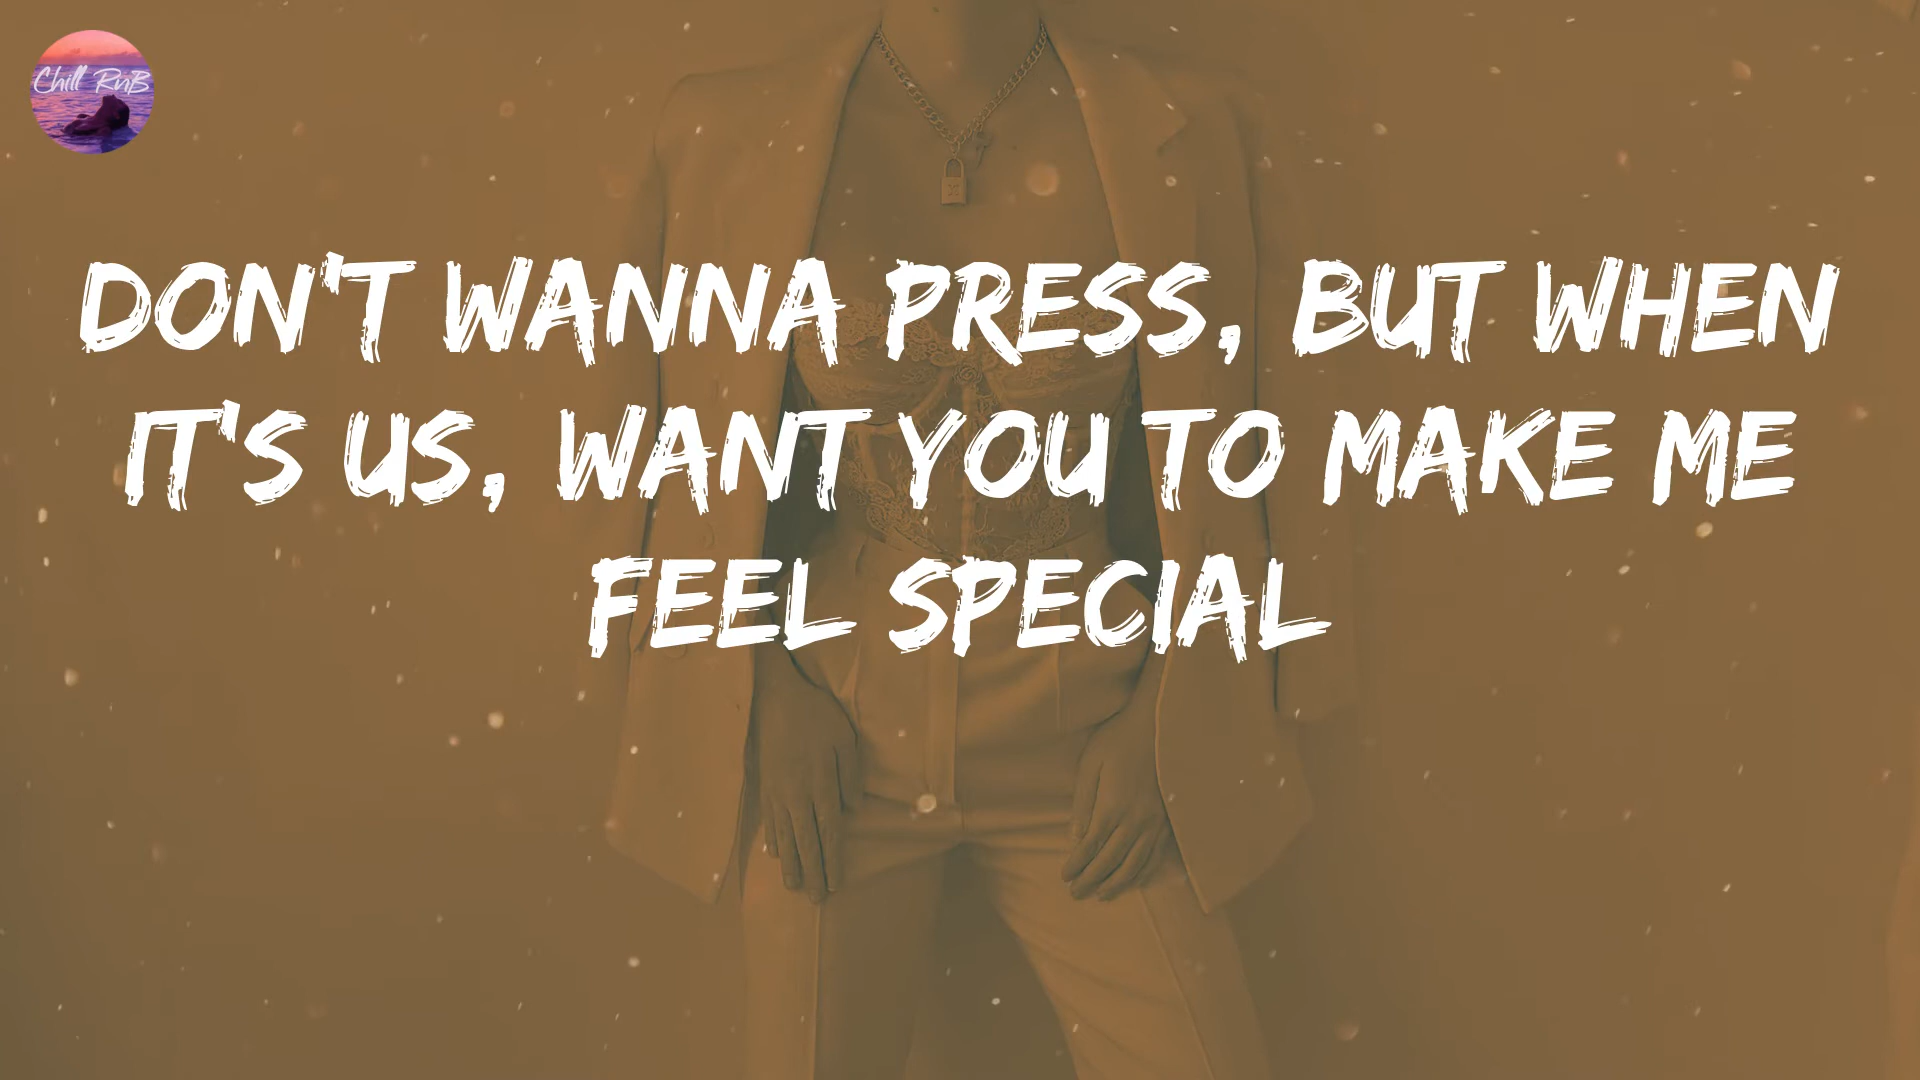 Chill RnB
DON'T WANNA PRESS, BUT WHEN
IT'S US, WANT YOU TO MAKE ME
FEEL SPECIAL